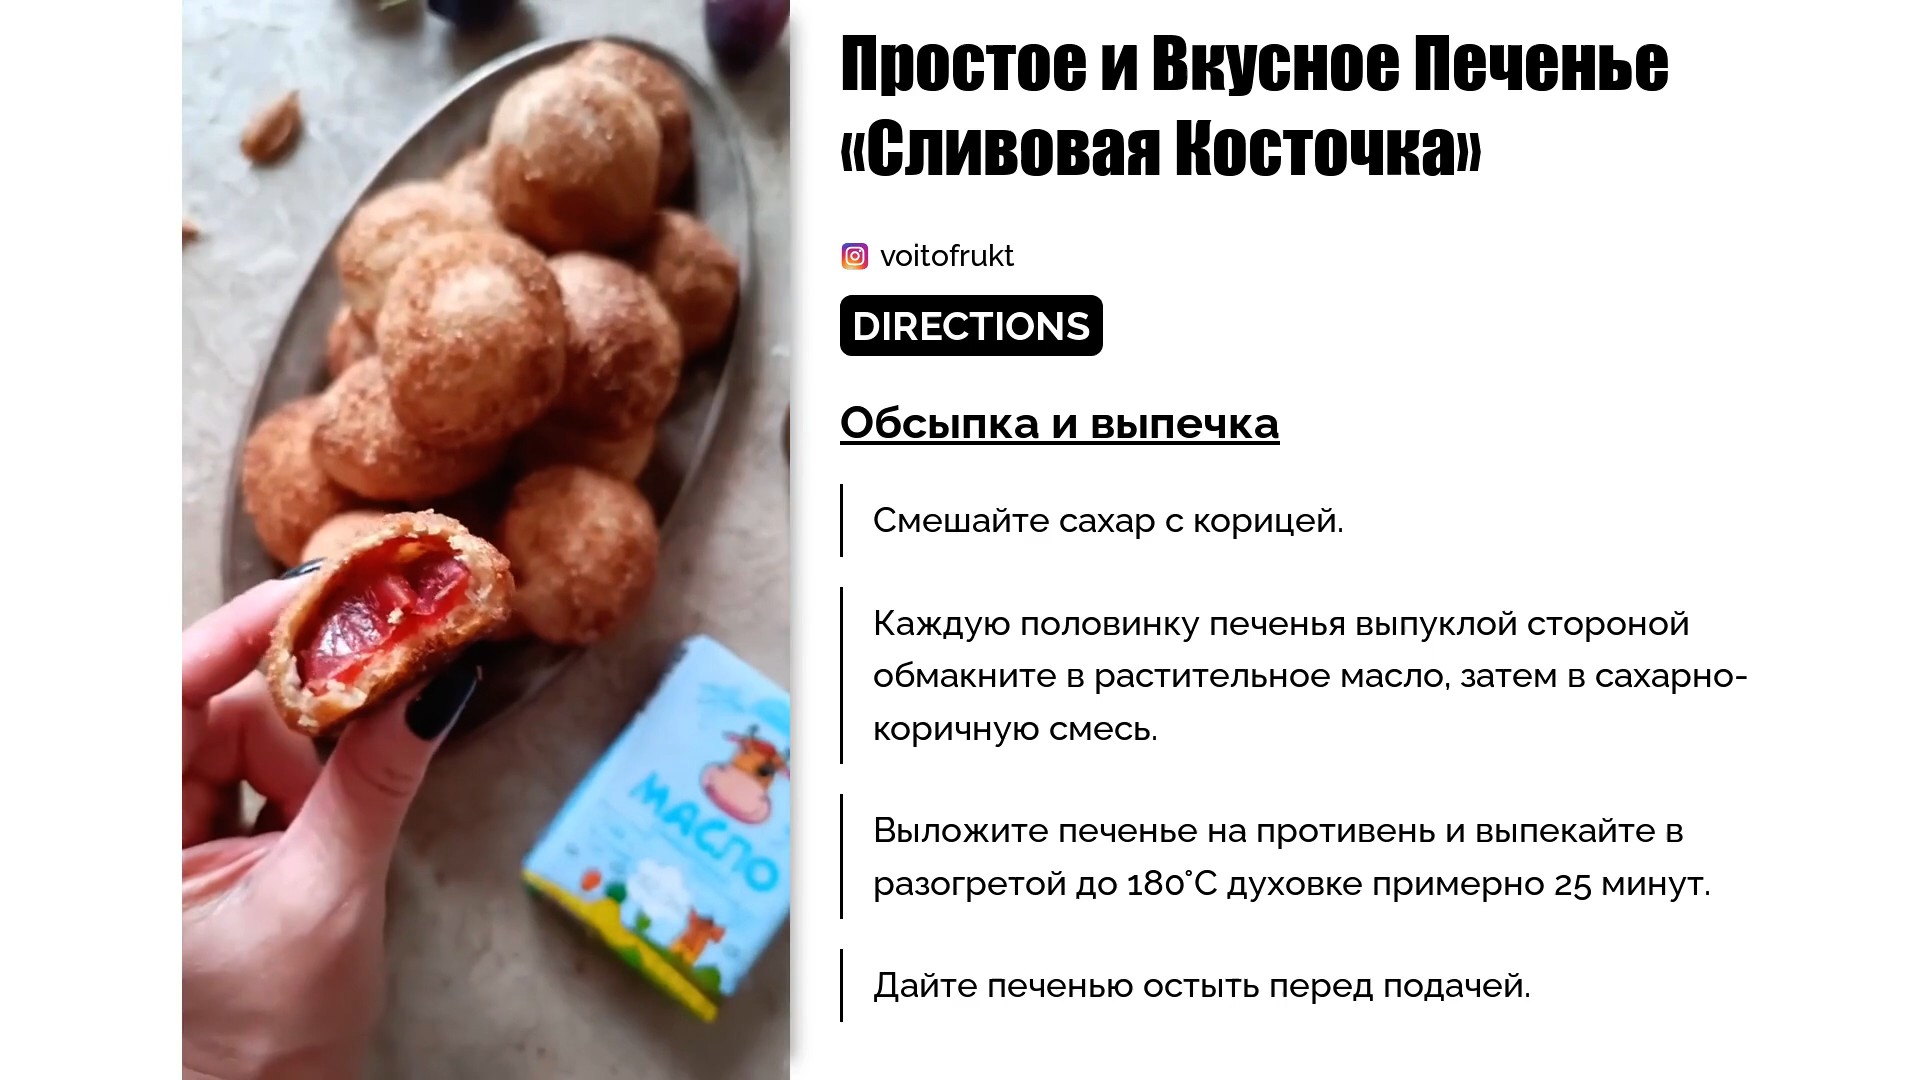 Простое и Вкусное Печенье
«Сливовая Косточка»
voitofrukt
DIRECTIONS
Обсыпка и выпечка
Смешайте сахар с корицей.
Каждую половинку печенья выпуклой стороной
обмакните в растительное масло, затем в сахарно-
коричную смесь.
Выложите печенье на противень и выпекайте в
разогретой до 180°C духовке примерно 25 минут.
Дайте печенью остыть перед подачей.
МАСЛО